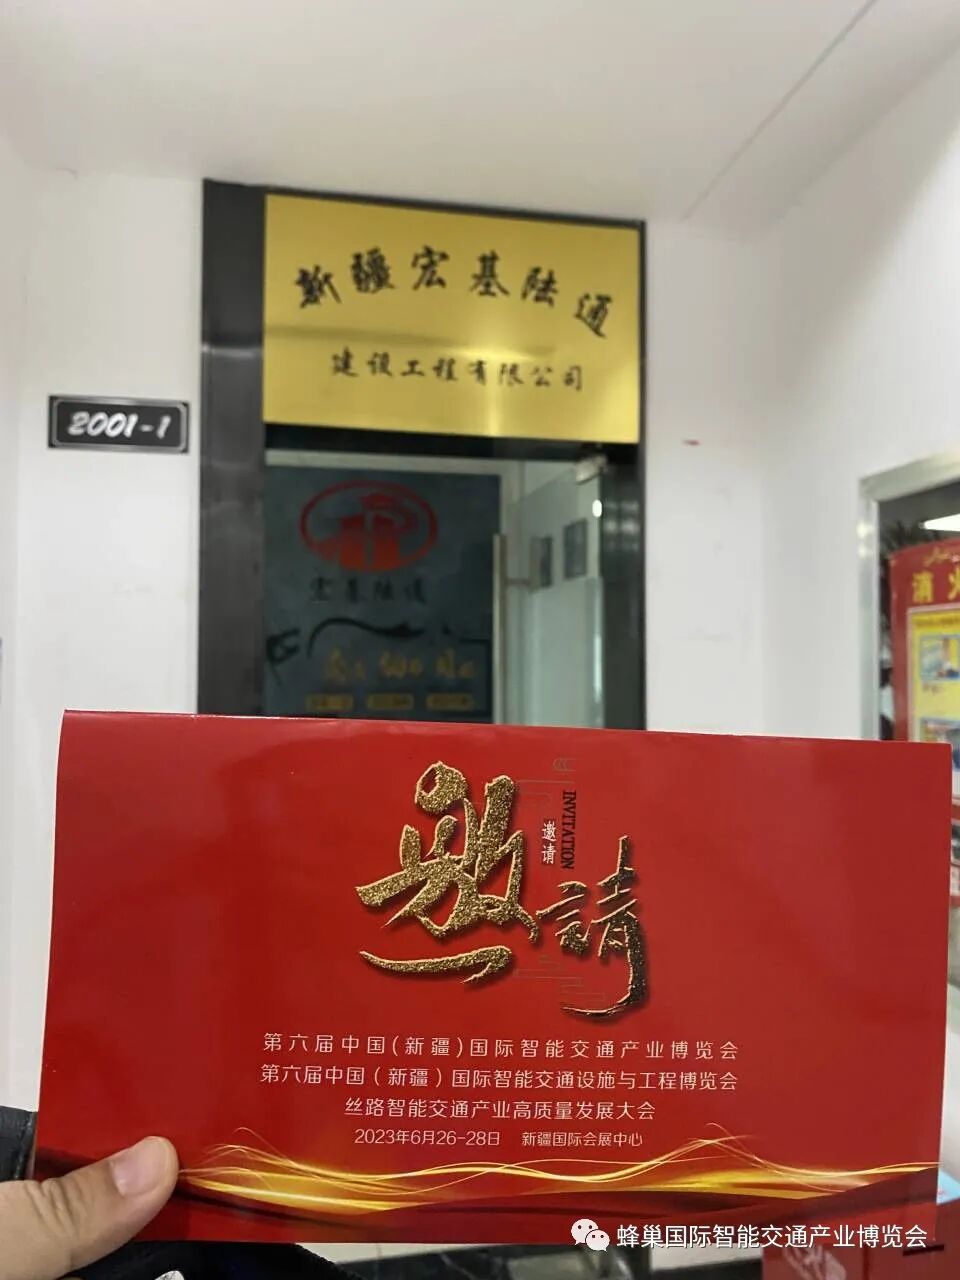 新疆宏基陆通
建设工程有限公司
2001-1
宏基陆通
消火
邀請
邀请
INVITATION
第六届中国(新疆)国际智能交通产业博览会
第六届中国(新疆)国际智能交通设施与工程博览会
丝路智能交通产业高质量发展大会
2023年6月26-28日 新疆国际会展中心
蜂巢国际智能交通产业博览会